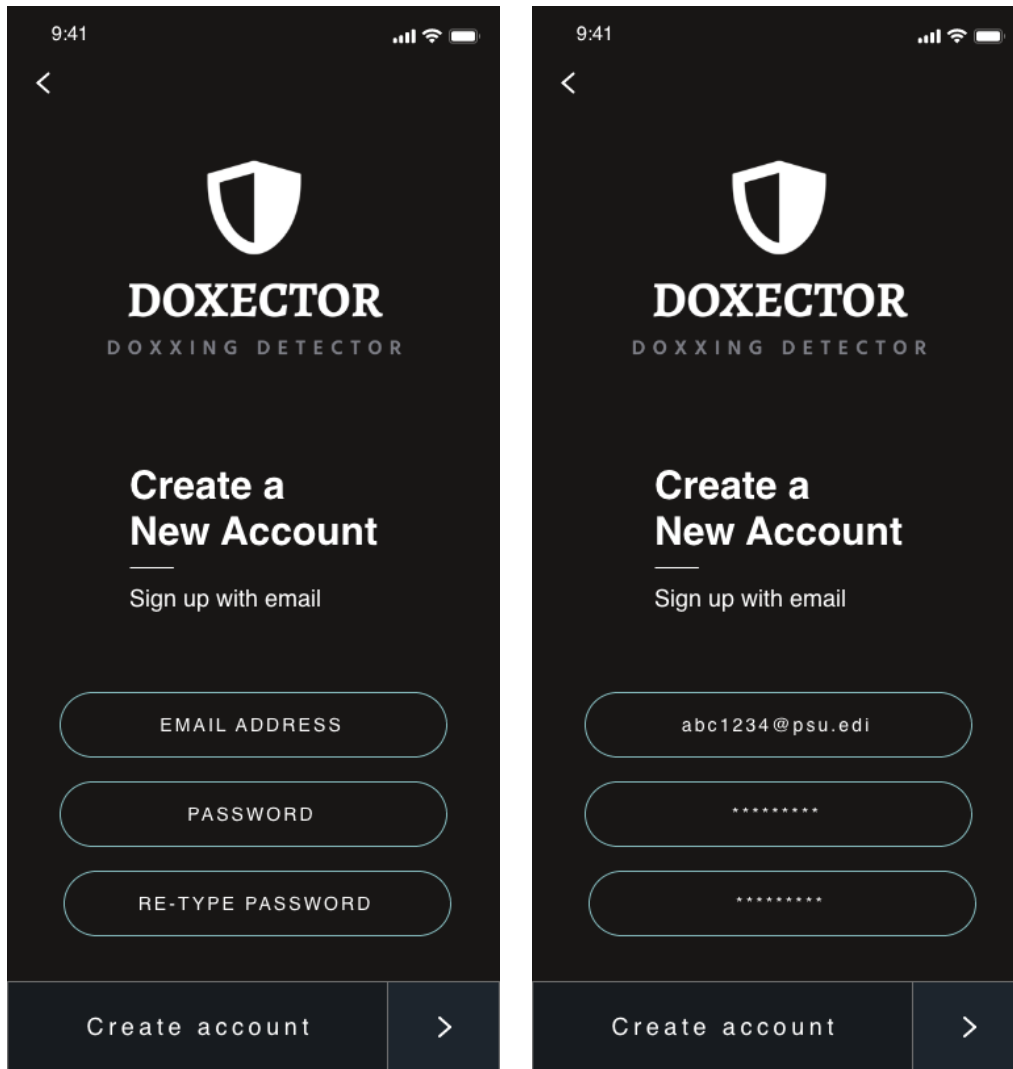 9:41
DOXECTOR
DOXXING DETECTOR
Create a
New Account
Sign up with email
EMAIL ADDRESS
PASSWORD
RE-TYPE PASSWORD
Create account
9:41
DOXECTOR
DOXXING DETECTOR
Create a
New Account
Sign up with email
abc1234@psu.edi
*********
*********
Create account